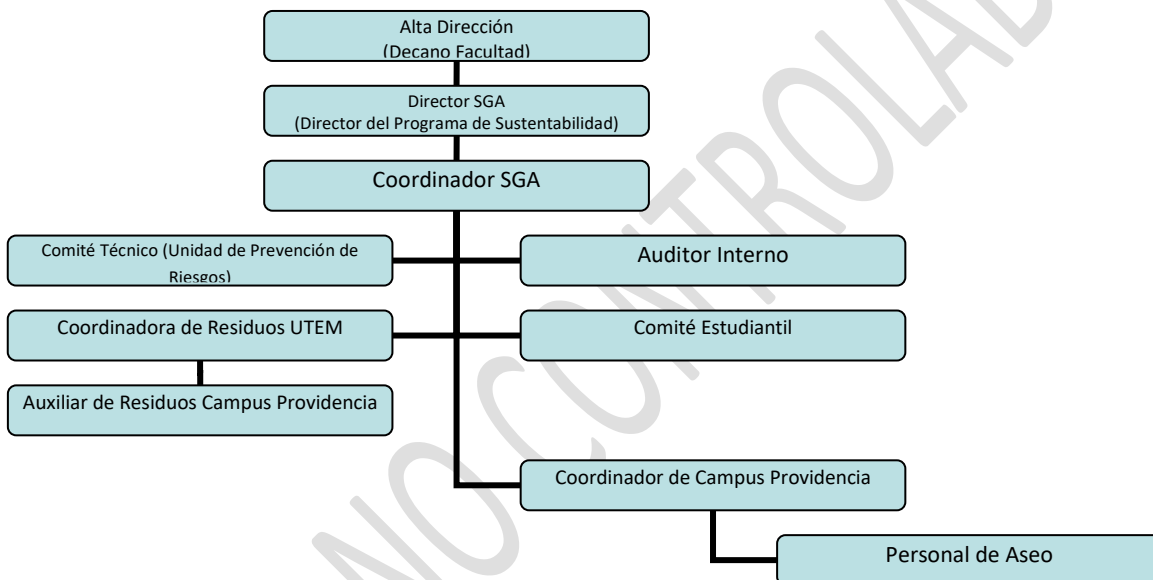 Alta Dirección
(Decano Facultad)
Director SGA
(Director del Programa de Sustentabilidad)
Coordinador SGA
Comité Técnico (Unidad de Prevención de
Riesgos)
Auditor Interno
Coordinadora de Residuos UTEM
Comité Estudiantil
Auxiliar de Residuos Campus Providencia
Coordinador de Campus Providencia
Personal de Aseo
NO CONTROLAD